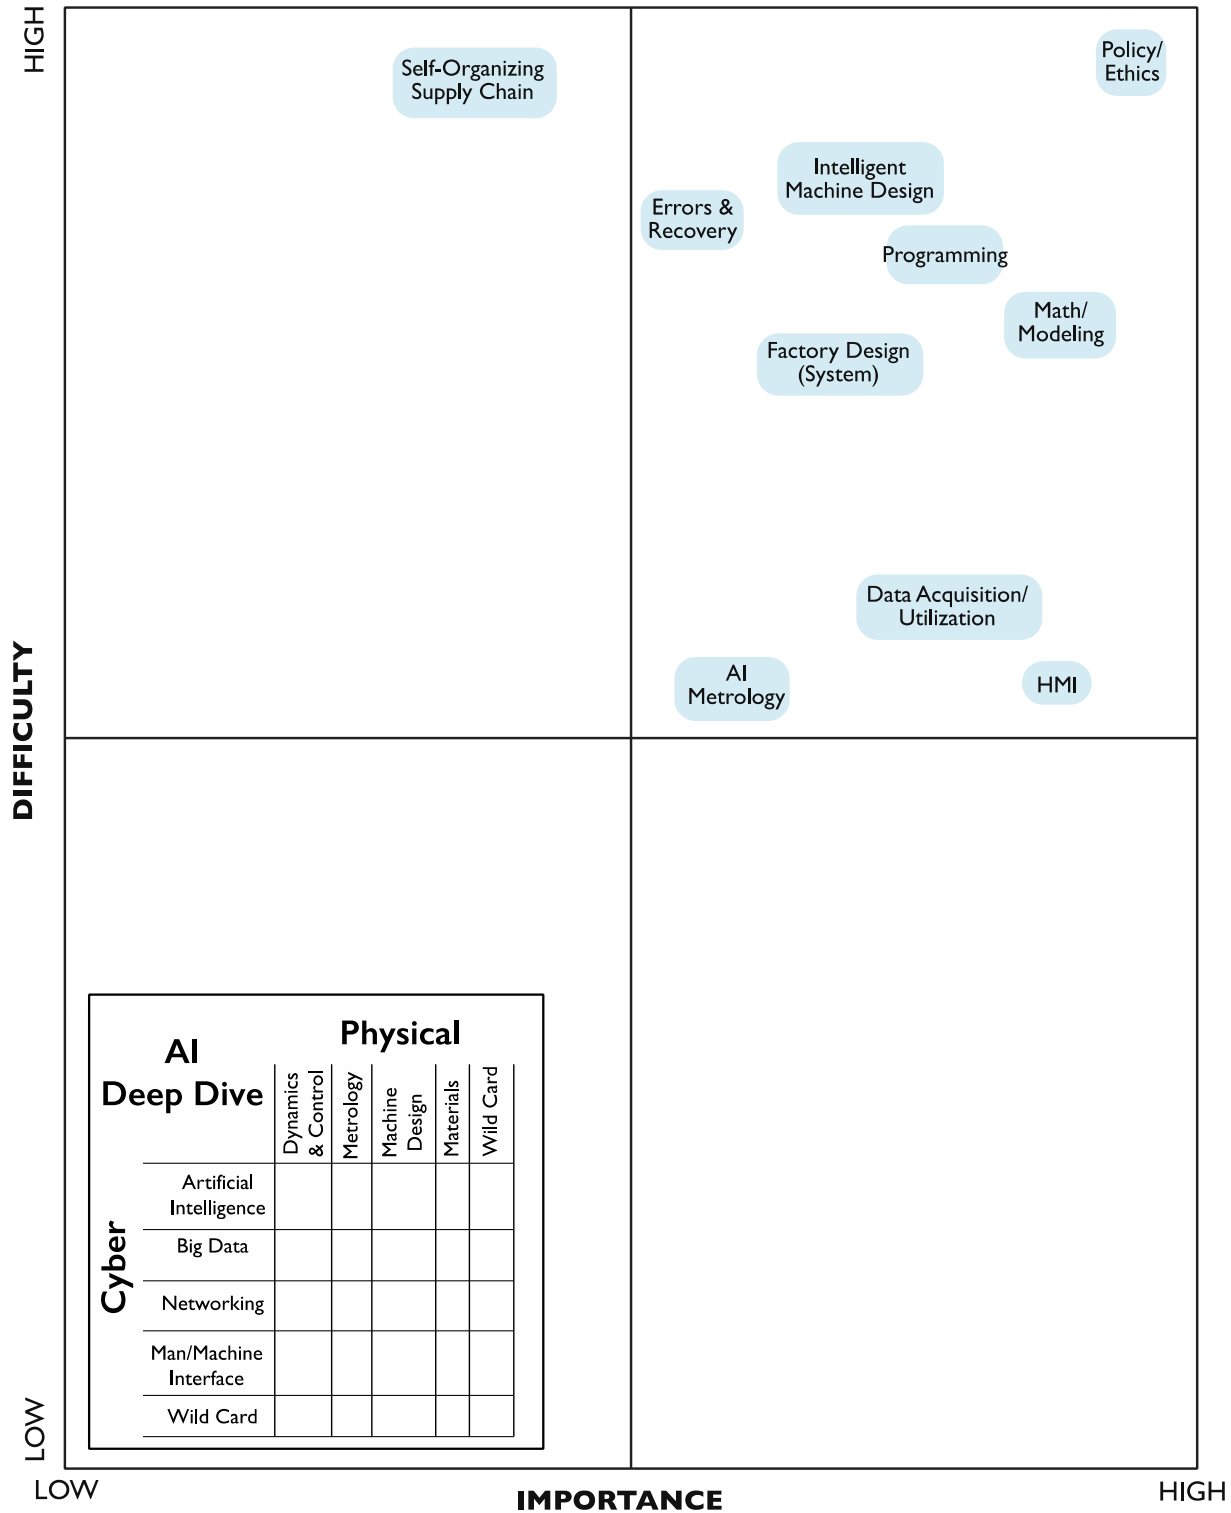 HIGH
Self-Organizing
Supply Chain
Policy/
Ethics
Intelligent
Machine Design
Errors &
Recovery
Programming
Math/
Modeling
Factory Design
(System)
Data Acquisition/
Utilization
AI
Metrology
HMI
DIFFICULTY
AI
Deep Dive
Physical
Dynamics
& Control
Metrology
Machine
Design
Materials
Wild Card
Cyber
Artificial
Intelligence
Big Data
Networking
Man/Machine
Interface
Wild Card
LOW
LOW
IMPORTANCE
HIGH